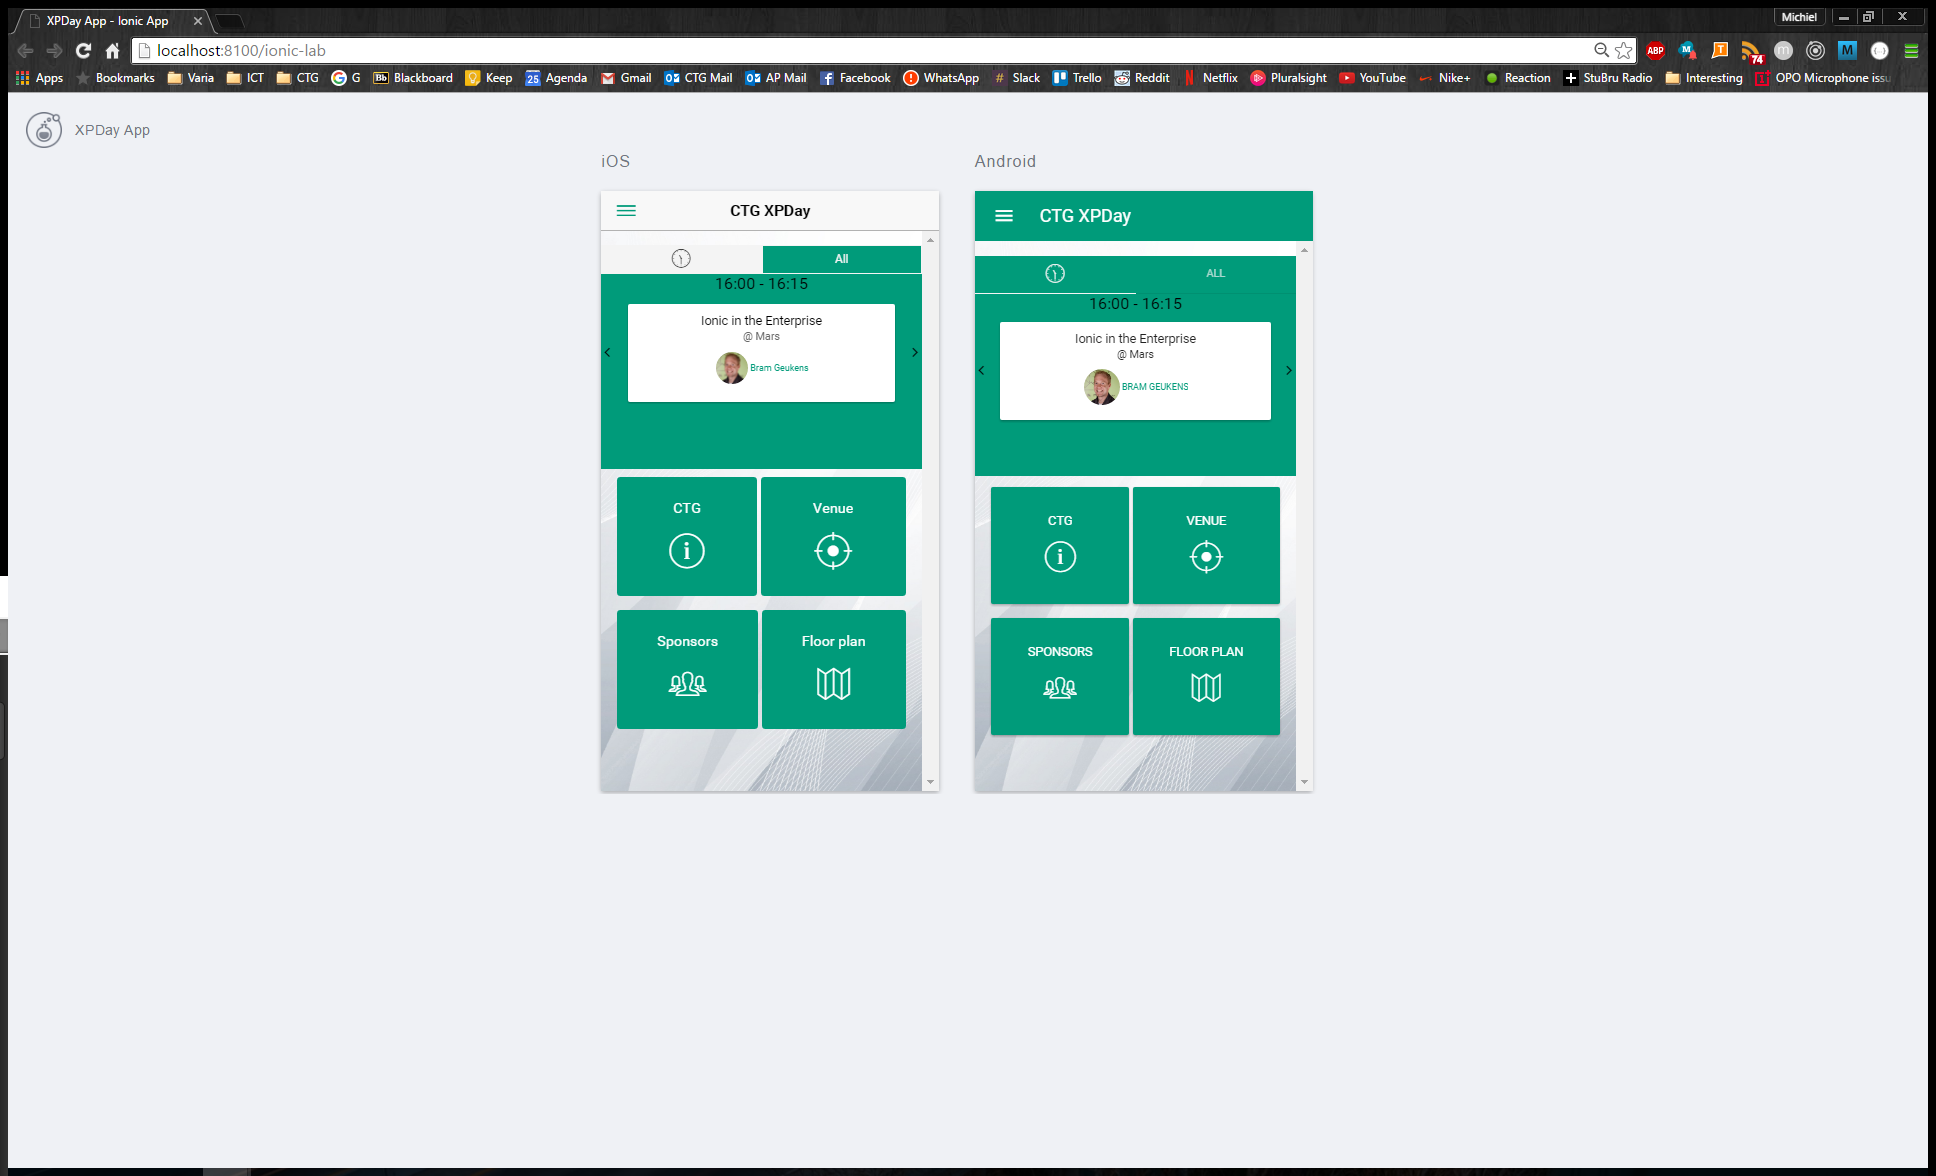 XPDay App - Ionic App
Michiel
localhost:8100/ionic-lab
ABP M T 74 m M
Apps Bookmarks Varia ICT CTG G Bb Blackboard Keep 25 Agenda Gmail CTG Mail AP Mail Facebook WhatsApp # Slack Trello Reddit Netflix Pluralsight YouTube Nike+ Reaction StuBru Radio Interesting OPO Microphone issu
XPDay App
iOS
CTG XPDay
All
16:00 - 16:15
Ionic in the Enterprise
@ Mars
Bram Geukens
CTG
Venue
Sponsors
Floor plan
Android
CTG XPDay
ALL
16:00 - 16:15
Ionic in the Enterprise
@ Mars
BRAM GEUKENS
CTG
VENUE
SPONSORS
FLOOR PLAN